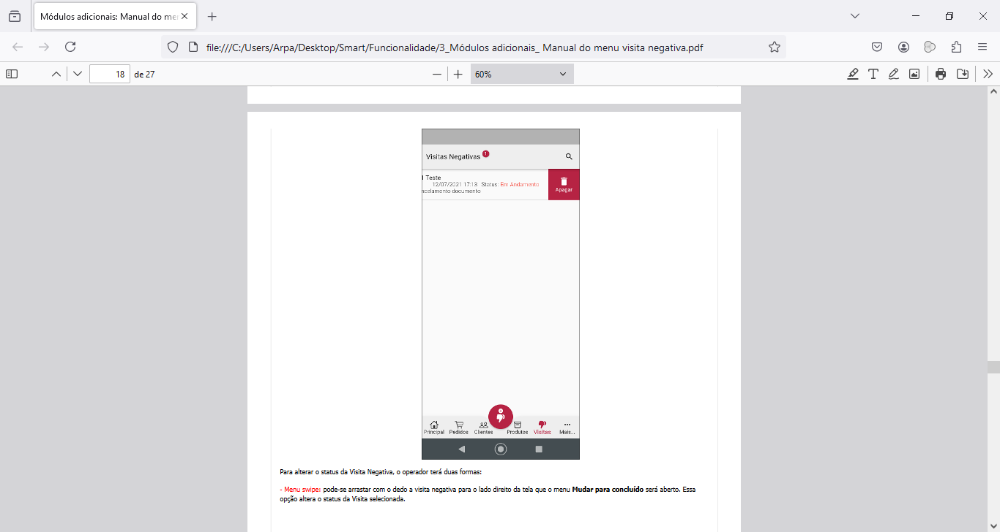 Módulos adicionais: Manual do me
file:///C:/Users/Arpa/Desktop/Smart/Funcionalidade/3_Módulos adicionais_ Manual do menu visita negativa.pdf
18 de 27
60%
Visitas Negativas 1
Teste
Apagar
12/07/2021 17:13 Status: Em Andamento
ncelamento documento
Principal Pedidos Clientes Produtos Visitas Mais...
Para alterar o status da Visita Negativa, o operador terá duas formas:
- Menu swipe: pode-se arrastar com o dedo a visita negativa para o lado direito da tela que o menu Mudar para concluído será aberto. Essa
opção altera o status da Visita selecionada.